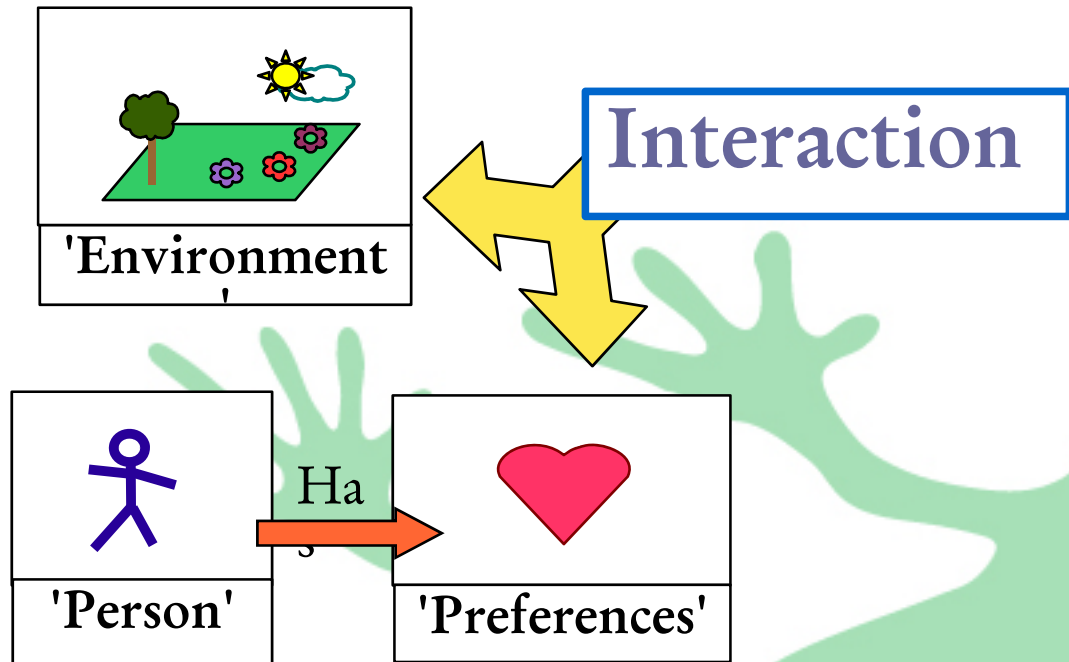 Interaction
'Environment
'
Ha
s
'Person'
'Preferences'